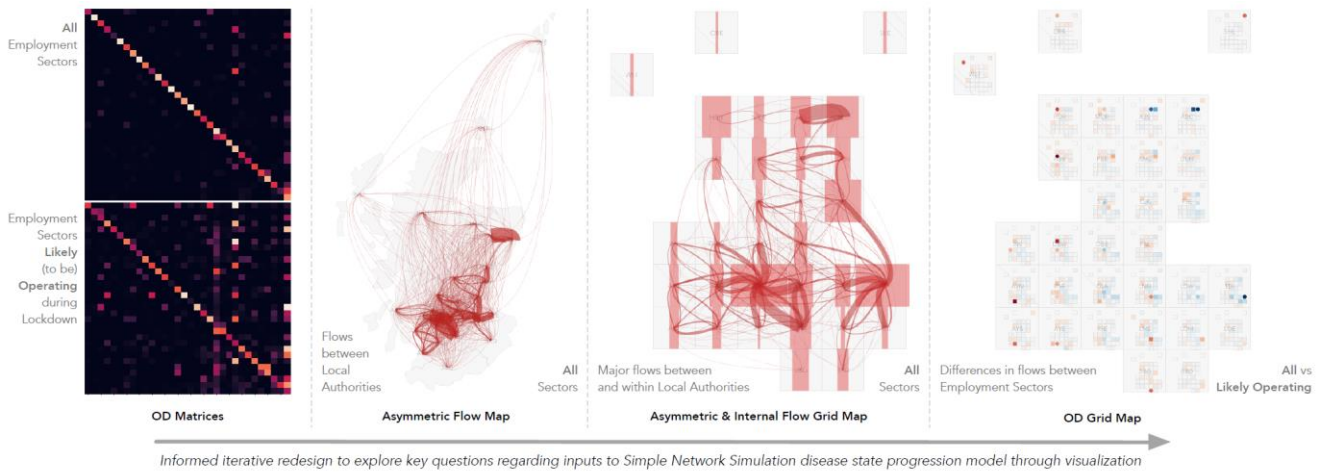 All
Employment
Sectors
Employment
Sectors
Likely
(to be)
Operating
during
Lockdown
OD Matrices
Flows
between
Local
Authorities
All
Sectors
Asymmetric Flow Map
Major flows between
and within Local Authorities
All
Sectors
Asymmetric & Internal Flow Grid Map
Differences in flows between
Employment Sectors
All vs
Likely Operating
OD Grid Map
Informed iterative redesign to explore key questions regarding inputs to Simple Network Simulation disease state progression model through visualization